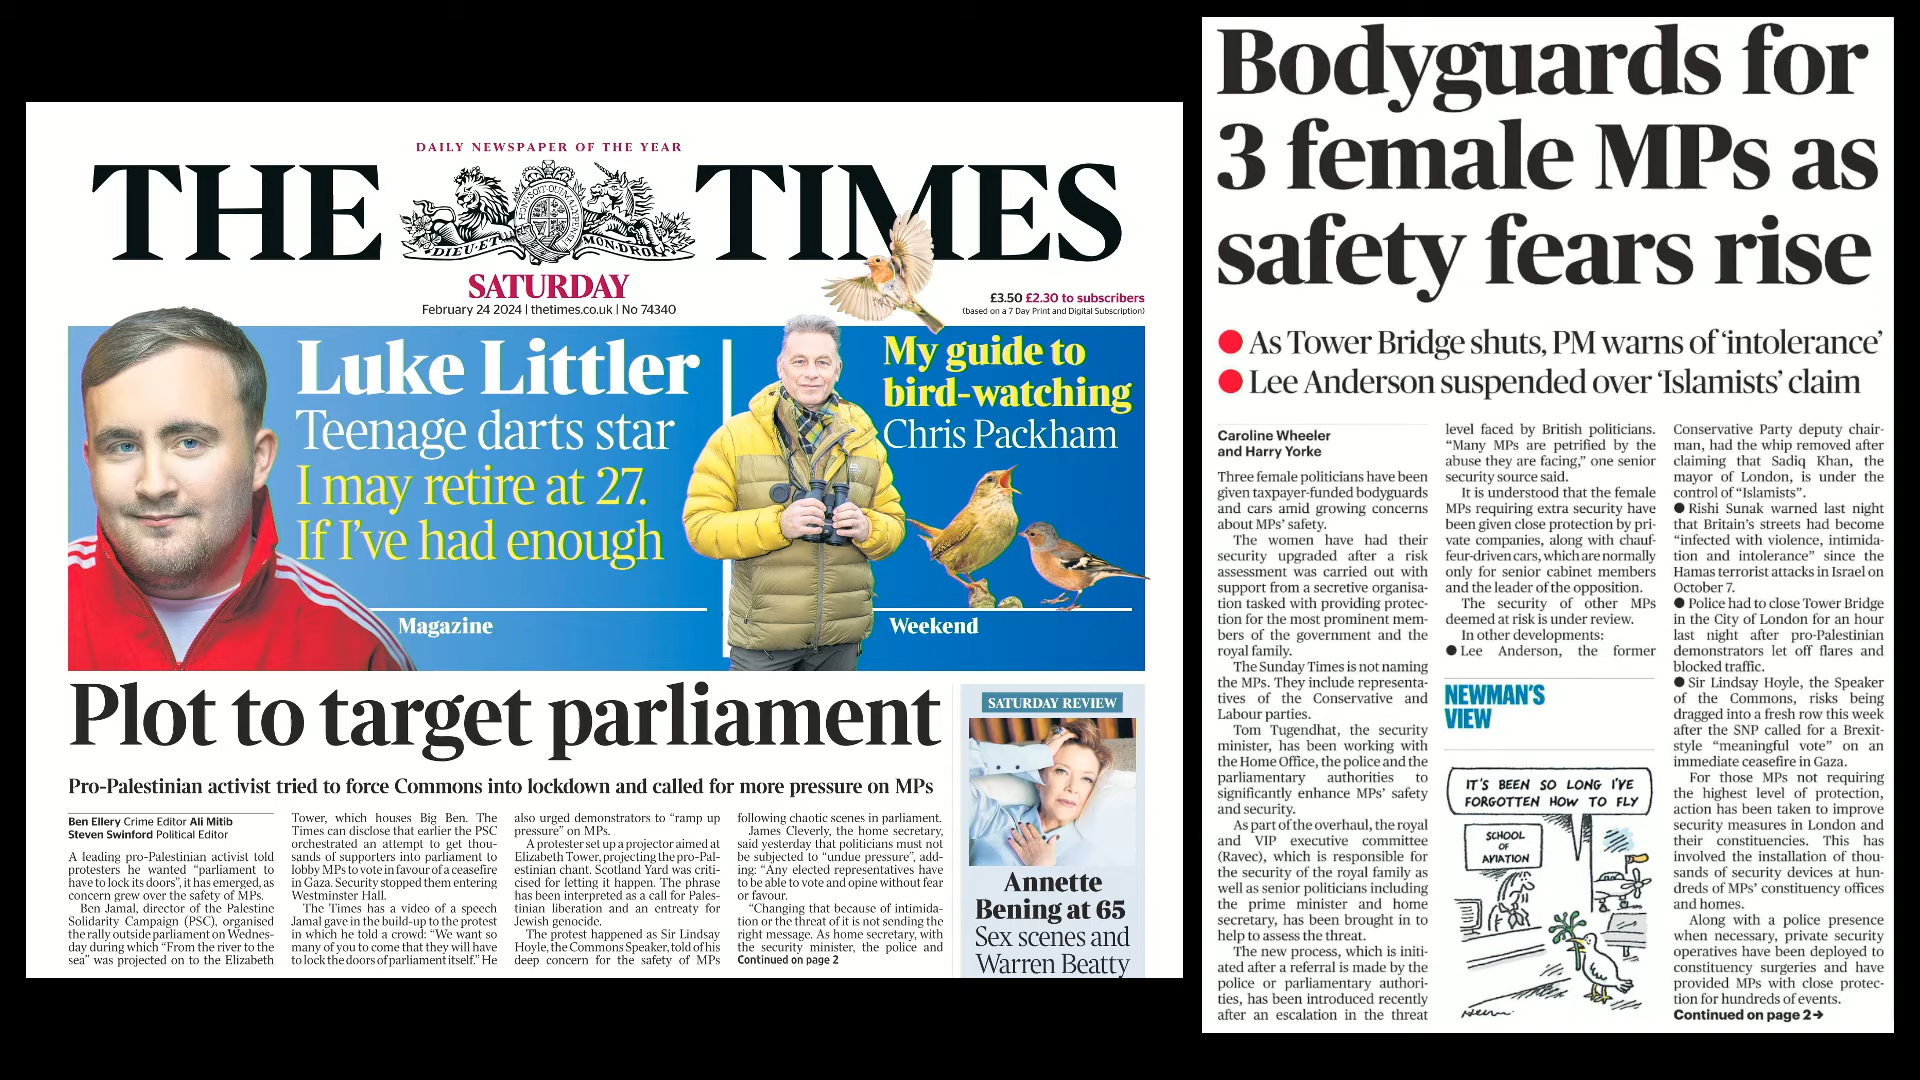 DAILY NEWSPAPER OF THE YEAR
THE TIMES
DIEU·ET MON·DROIT
SATURDAY
February 24 2024 | thetimes.co.uk | No 74340
£3.50 £2.30 to subscribers
(based on a 7 Day Print and Digital Subscription)
Luke Littler
Teenage darts star
I may retire at 27.
If I've had enough
Magazine
My guide to
bird-watching
Chris Packham
Weekend
Plot to target parliament
Pro-Palestinian activist tried to force Commons into lockdown and called for more pressure on MPs
Ben Ellery Crime Editor Ali Mitib
Steven Swinford Political Editor
A leading pro-Palestinian activist told
protesters he wanted “parliament to
have to lock its doors”, it has emerged, as
concern grew over the safety of MPs.
Ben Jamal, director of the Palestine
Solidarity Campaign (PSC), organised
the rally outside parliament on Wednes-
day during which “From the river to the
sea” was projected on to the Elizabeth
Tower, which houses Big Ben. The
Times can disclose that earlier the PSC
orchestrated an attempt to get thou-
sands of supporters into parliament to
lobby MPs to vote in favour of a ceasefire
in Gaza. Security stopped them entering
Westminster Hall.
The Times has a video of a speech
Jamal gave in the build-up to the protest
in which he told a crowd: “We want so
many of you to come that they will have
to lock the doors of parliament itself.” He
also urged demonstrators to “ramp up
pressure” on MPs.
A protester set up a projector aimed at
Elizabeth Tower, projecting the pro-Pal-
estinian chant. Scotland Yard was criti-
cised for letting it happen. The phrase
has been interpreted as a call for Pales-
tinian liberation and an entreaty for
Jewish genocide.
The protest happened as Sir Lindsay
Hoyle, the Commons Speaker, told of his
deep concern for the safety of MPs
following chaotic scenes in parliament.
James Cleverly, the home secretary,
said yesterday that politicians must not
be subjected to “undue pressure”, add-
ing: “Any elected representatives have
to be able to vote and opine without fear
or favour.
“Changing that because of intimida-
tion or the threat of it is not sending the
right message. As home secretary, with
the security minister, the police and
Continued on page 2
SATURDAY REVIEW
Annette
Bening at 65
Sex scenes and
Warren Beatty
Bodyguards for
3 female MPs as
safety fears rise
● As Tower Bridge shuts, PM warns of ‘intolerance’
● Lee Anderson suspended over ‘Islamists’ claim
Caroline Wheeler
and Harry Yorke
Three female politicians have been
given taxpayer-funded bodyguards
and cars amid growing concerns
about MPs’ safety.
The women have had their
security upgraded after a risk
assessment was carried out with
support from a secretive organisa-
tion tasked with providing protec-
tion for the most prominent mem-
bers of the government and the
royal family.
The Sunday Times is not naming
the MPs. They include representa-
tives of the Conservative and
Labour parties.
Tom Tugendhat, the security
minister, has been working with
the Home Office, the police and the
parliamentary authorities to
significantly enhance MPs’ safety
and security.
As part of the overhaul, the royal
and VIP executive committee
(Ravec), which is responsible for
the security of the royal family as
well as senior politicians including
the prime minister and home
secretary, has been brought in to
help to assess the threat.
The new process, which is initi-
ated after a referral is made by the
police or parliamentary authori-
ties, has been introduced recently
after an escalation in the threat
level faced by British politicians.
“Many MPs are petrified by the
abuse they are facing,” one senior
security source said.
It is understood that the female
MPs requiring extra security have
been given close protection by pri-
vate companies, along with chauf-
feur-driven cars, which are normally
only for senior cabinet members
and the leader of the opposition.
The security of other MPs
deemed at risk is under review.
In other developments:
● Lee Anderson, the former
NEWMAN'S
VIEW
IT'S BEEN SO LONG I'VE
FORGOTTEN HOW TO FLY
SCHOOL
OF
AVIATION
Conservative Party deputy chair-
man, had the whip removed after
claiming that Sadiq Khan, the
mayor of London, is under the
control of “Islamists”.
● Rishi Sunak warned last night
that Britain’s streets had become
“infected with violence, intimida-
tion and intolerance” since the
Hamas terrorist attacks in Israel on
October 7.
● Police had to close Tower Bridge
in the City of London for an hour
last night after pro-Palestinian
demonstrators let off flares and
blocked traffic.
● Sir Lindsay Hoyle, the Speaker
of the Commons, risks being
dragged into a fresh row this week
after the SNP called for a Brexit-
style “meaningful vote” on an
immediate ceasefire in Gaza.
For those MPs not requiring
the highest level of protection,
action has been taken to improve
security measures in London and
their constituencies. This has
involved the installation of thou-
sands of security devices at hun-
dreds of MPs’ constituency offices
and homes.
Along with a police presence
when necessary, private security
operatives have been deployed to
constituency surgeries and have
provided MPs with close protec-
tion for hundreds of events.
Continued on page 2→